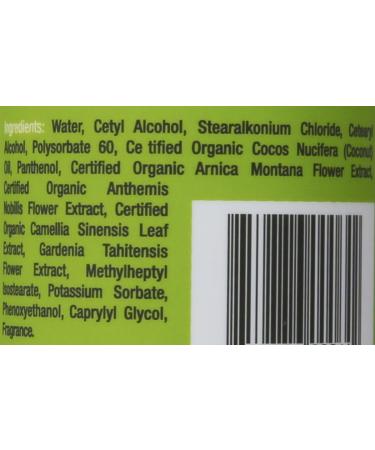 Ingredients: Water, Cetyl Alcohol, Stearalkonium Chloride, Cetearyl
Alcohol, Polysorbate 60, Ce tified Organic Cocos Nucifera (Coconut)
Oil, Panthenol, Certified Organic Arnica Montana Flower Extract,
Certified Organic Anthemis
Nobilis Flower Extract, Certified
Organic Camellia Sinensis Leaf
Extract, Gardenia Tahitensis
Flower Extract, Methylheptyl
Isostearate, Potassium Sorbate,
Phenoxyethanol, Caprylyl Glycol,
Fragrance.